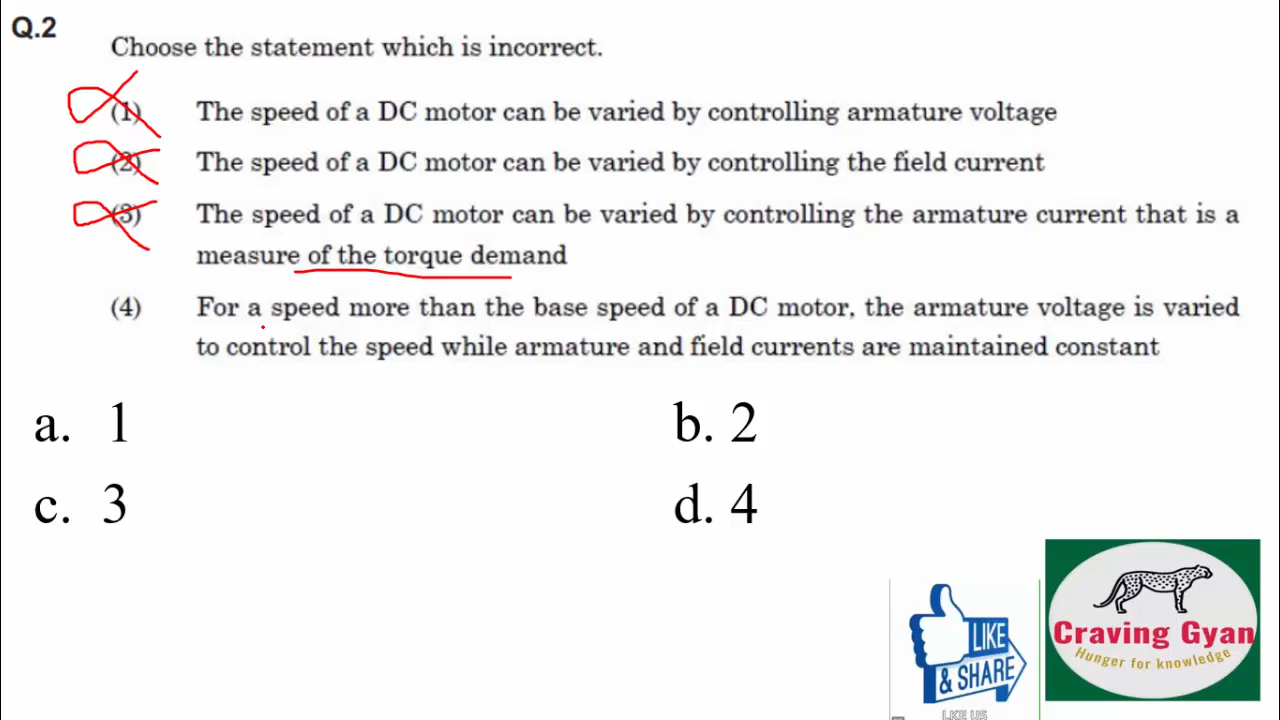 Q.2
Choose the statement which is incorrect.
(1) The speed of a DC motor can be varied by controlling armature voltage
(2) The speed of a DC motor can be varied by controlling the field current
(3) The speed of a DC motor can be varied by controlling the armature current that is a
measure of the torque demand
(4) For a speed more than the base speed of a DC motor, the armature voltage is varied
to control the speed while armature and field currents are maintained constant
a. 1
b. 2
c. 3
d. 4
LIKE
& SHARE
LKE US
Craving Gyan
Hunger for knowledge